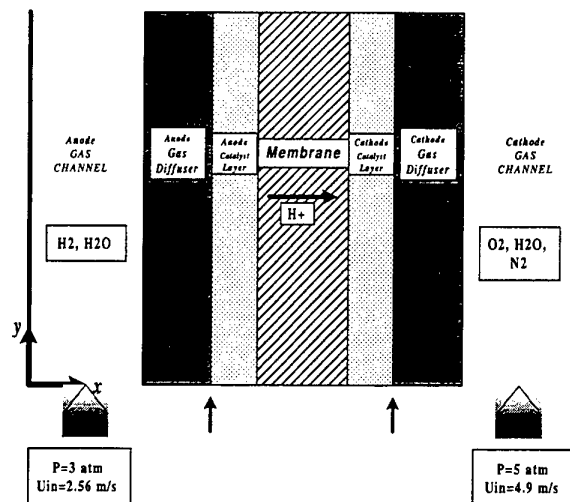 Anode
GAS
CHANNEL
Anode
Gas
Diffuser
Anode
Catalyst
Layer
Membrane
Cathode
Catalyst
Layer
Cathode
Gas
Diffuser
Cathode
GAS
CHANNEL
H+
H2, H2O
O2, H2O,
N2
y
x
P=3 atm
Uin=2.56 m/s
P=5 atm
Uin=4.9 m/s